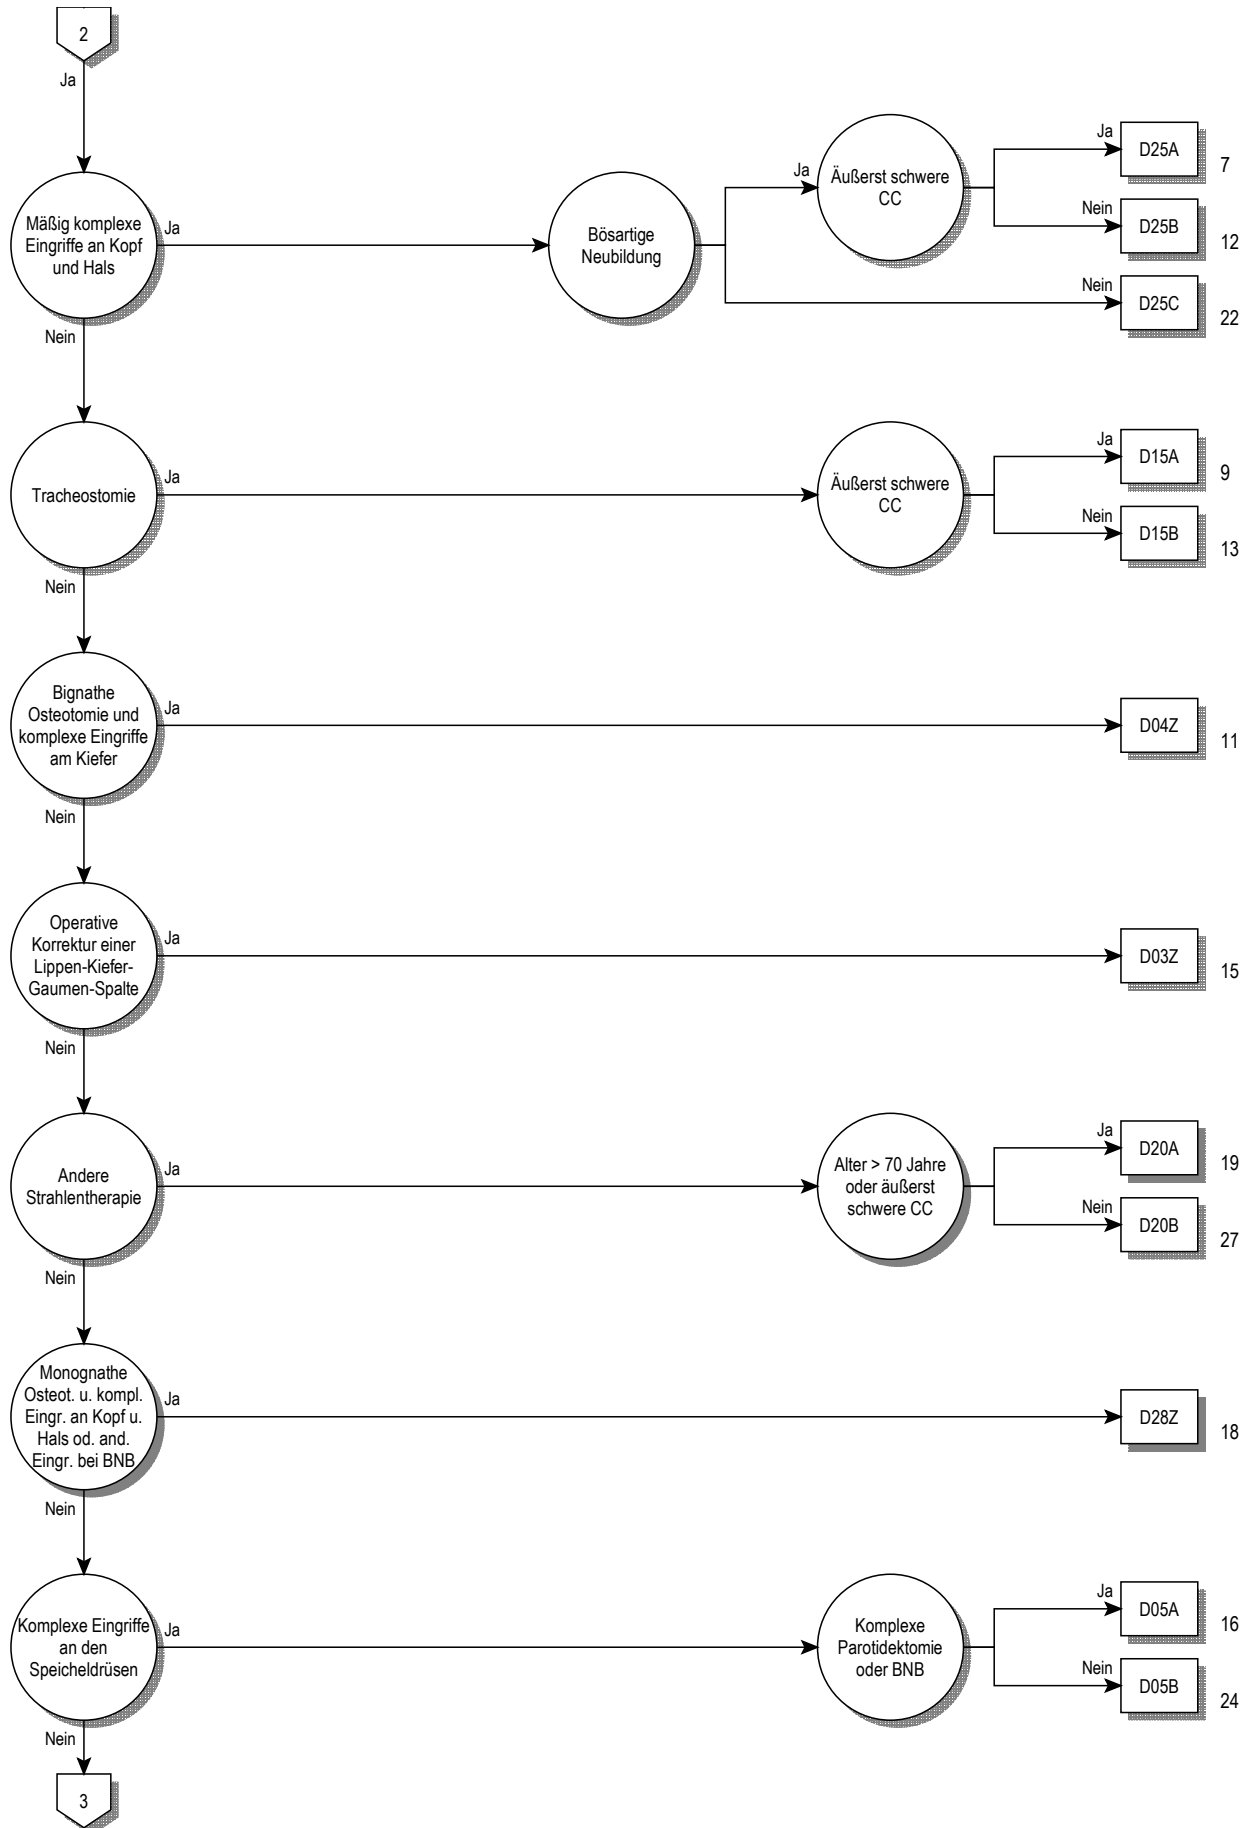 2
Ja
Mäßig komplexe
Eingriffe an Kopf
und Hals
Ja
Bösartige
Neubildung
Ja
Äußerst schwere
CC
Ja
D25A
7
Nein
D25B
12
Nein
D25C
22
Nein
Tracheostomie
Ja
Äußerst schwere
CC
Ja
D15A
9
Nein
D15B
13
Nein
Bignathe
Osteotomie und
komplexe Eingriffe
am Kiefer
Ja
D04Z
11
Nein
Operative
Korrektur einer
Lippen-Kiefer-
Gaumen-Spalte
Ja
D03Z
15
Nein
Andere
Strahlentherapie
Ja
Alter > 70 Jahre
oder äußerst
schwere CC
Ja
D20A
19
Nein
D20B
27
Nein
Monognathe
Osteot. u. kompl.
Eingr. an Kopf u.
Hals od. and.
Eingr. bei BNB
Ja
D28Z
18
Nein
Komplexe Eingriffe
an den
Speicheldrüsen
Ja
Komplexe
Parotidektomie
oder BNB
Ja
D05A
16
Nein
D05B
24
Nein
3